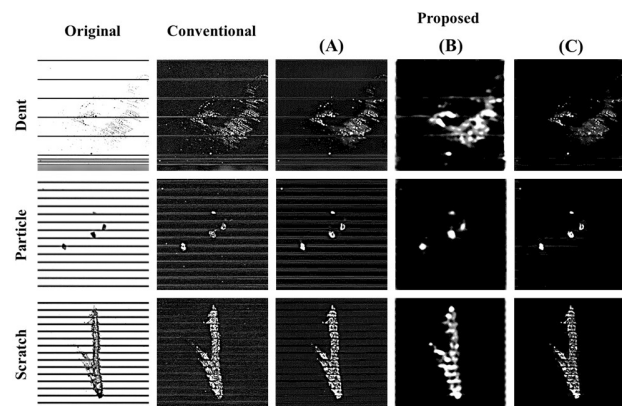 Proposed
Original Conventional (A) (B) (C)
Dent
Particle
Scratch